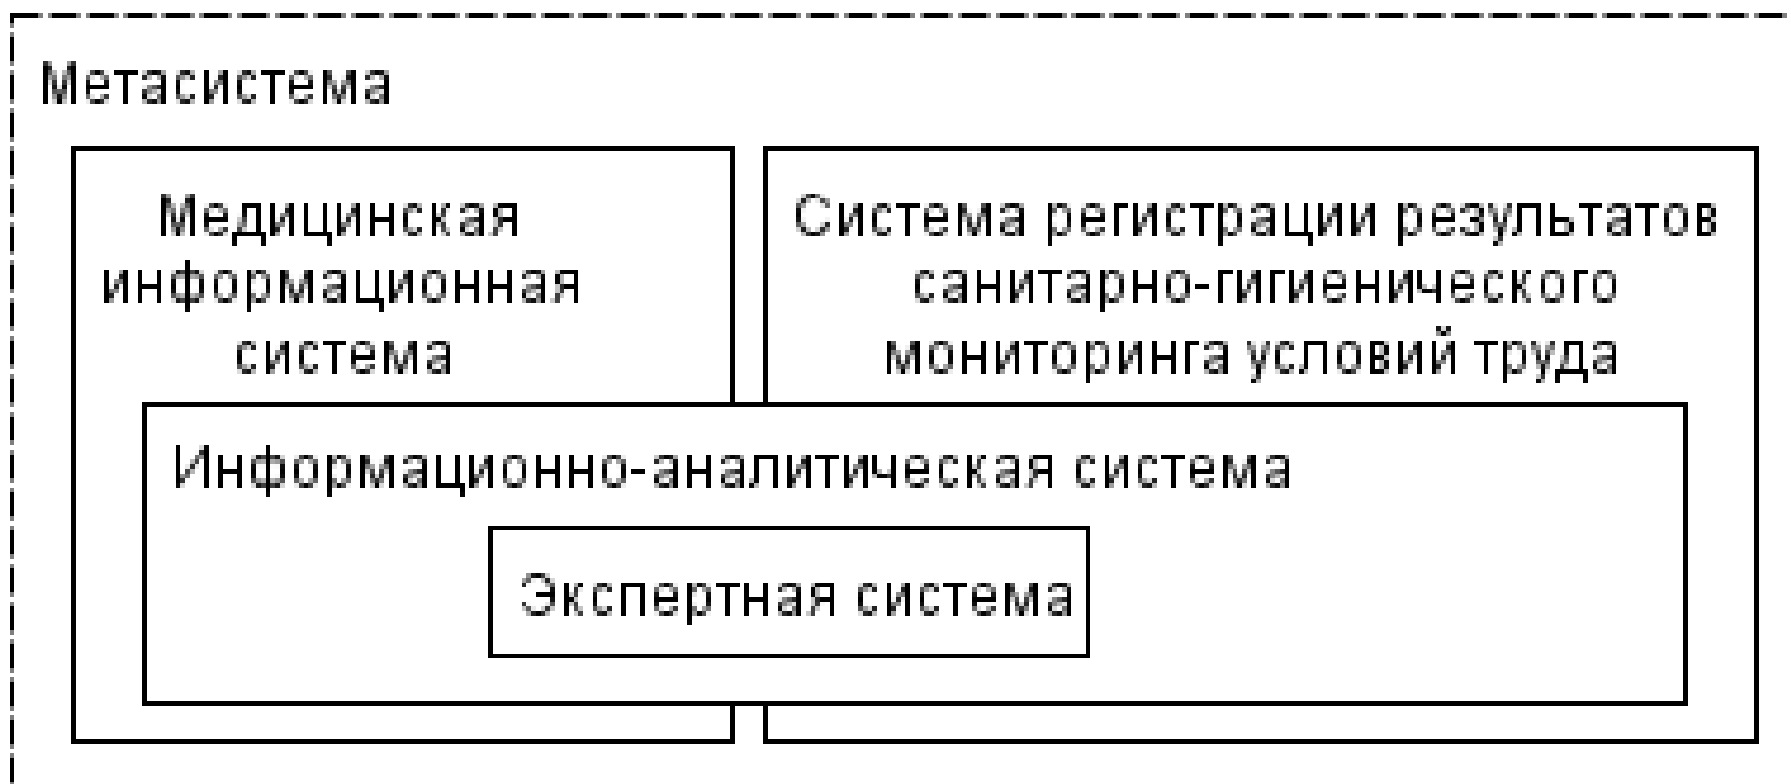 Метасистема
Медицинская
информационная
система
Система регистрации результатов
санитарно-гигиенического
мониторинга условий труда
Информационно-аналитическая система
Экспертная система